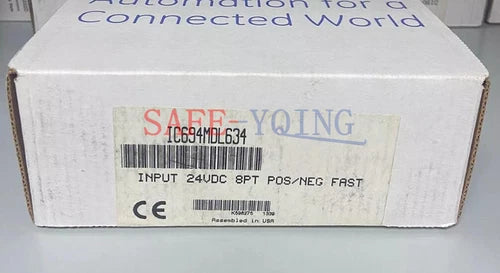 Automation for a
Connected World
SAFE-YQING
IC694MDL634
INPUT 24VDC 8PT POS/NEG FAST
CE
Assembled in USA